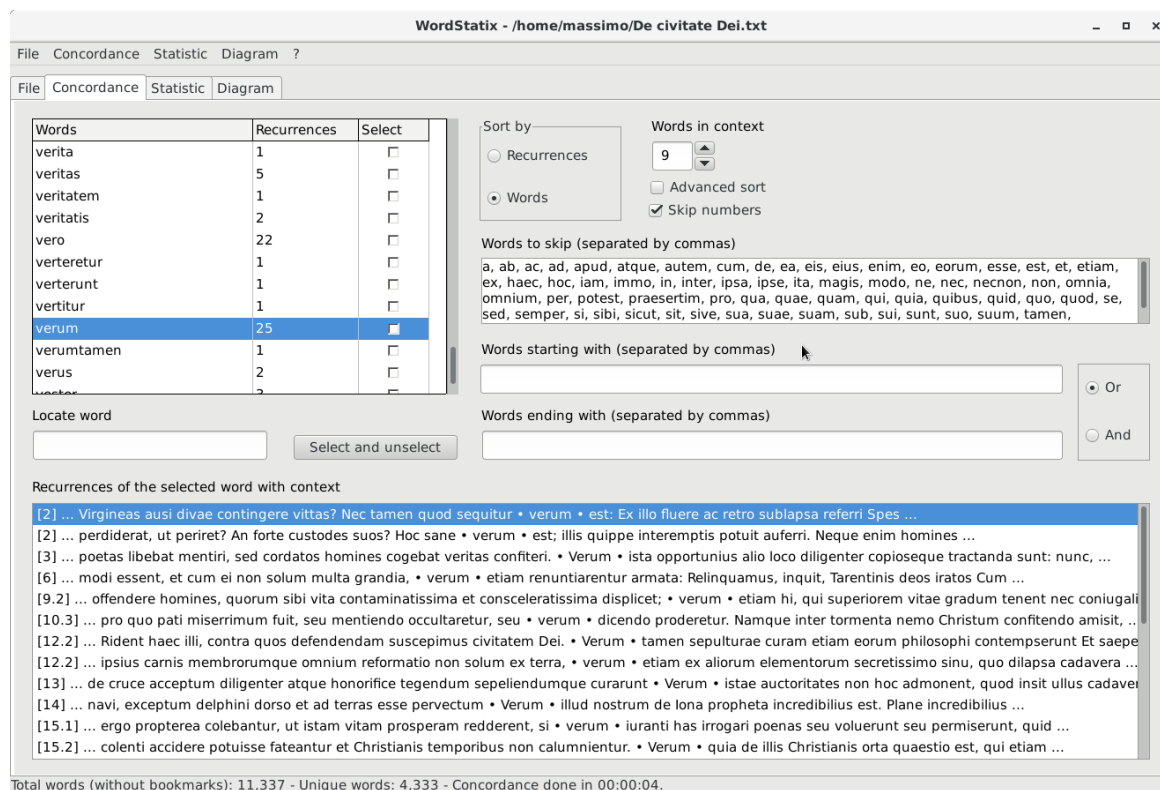 WordStatix - /home/massimo/De civitate Dei.txt
File Concordance Statistic Diagram ?
File Concordance Statistic Diagram
Words Recurrences Select
verita 1
veritas 5
veritatem 1
veritatis 2
vero 22
verteretur 1
verterunt 1
vertitur 1
verum 25
verumtamen 1
verus 2
Locate word
Select and unselect
Sort by
Recurrences
Words
Words in context
9
Advanced sort
Skip numbers
Words to skip (separated by commas)
a, ab, ac, ad, apud, atque, autem, cum, de, ea, eis, eius, enim, eo, eorum, esse, est, et, etiam,
ex, haec, hoc, iam, immo, in, inter, ipsa, ipse, ita, magis, modo, ne, nec, necnon, non, omnia,
omnium, per, potest, praesertim, pro, qua, quae, quam, qui, quia, quibus, quid, quo, quod, se,
sed, semper, si, sibi, sicut, sit, sive, sua, suae, suam, sub, sui, sunt, suo, suum, tamen,
Words starting with (separated by commas)
Words ending with (separated by commas)
Or
And
Recurrences of the selected word with context
[2] ... Virgineas ausi divae contingere vittas? Nec tamen quod sequitur • verum • est: Ex illo fluere ac retro sublapsa referri Spes ...
[2] ... perdiderat, ut periret? An forte custodes suos? Hoc sane • verum • est; illis quippe interemptis potuit auferri. Neque enim homines ...
[3] ... poetas libebat mentiri, sed cordatos homines cogebat veritas confiteri. • Verum • ista opportunius alio loco diligenter copioseque tractanda sunt: nunc, ...
[6] ... modi essent, et cum ei non solum multa grandia, • verum • etiam renuntiarentur armata: Relinquamus, inquit, Tarentinis deos iratos Cum ...
[9.2] ... offendere homines, quorum sibi vita contaminatissima et consceleratissima displicet; • verum • etiam hi, qui superiorem vitae gradum tenent nec coniugali
[10.3] ... pro quo pati miserrimum fuit, seu mentiendo occultaretur, seu • verum • dicendo proderetur. Namque inter tormenta nemo Christum confitendo amisit, ..
[12.2] ... Rident haec illi, contra quos defendendam suscepimus civitatem Dei. • Verum • tamen sepulturae curam etiam eorum philosophi contempserunt Et saepe
[12.2] ... ipsius carnis membrorumque omnium reformatio non solum ex terra, • verum • etiam ex aliorum elementorum secretissimo sinu, quo dilapsa cadavera ...
[13] ... de cruce acceptum diligenter atque honorifice tegendum sepeliendumque curarunt • Verum • istae auctoritates non hoc admonent, quod insit ullus cadaver
[14] ... navi, exceptum delphini dorso et ad terras esse pervectum • Verum • illud nostrum de Iona propheta incredibilius est. Plane incredibilius ...
[15.1] ... ergo propterea colebantur, ut istam vitam prosperam redderent, si • verum • iuranti has irrogari poenas seu voluerunt seu permiserunt, quid ...
[15.2] ... colenti accidere potuisse fateantur et Christianis temporibus non calumnientur. • Verum • quia de illis Christianis orta quaestio est, qui etiam ...
Total words (without bookmarks): 11,337 - Unique words: 4,333 - Concordance done in 00:00:04.